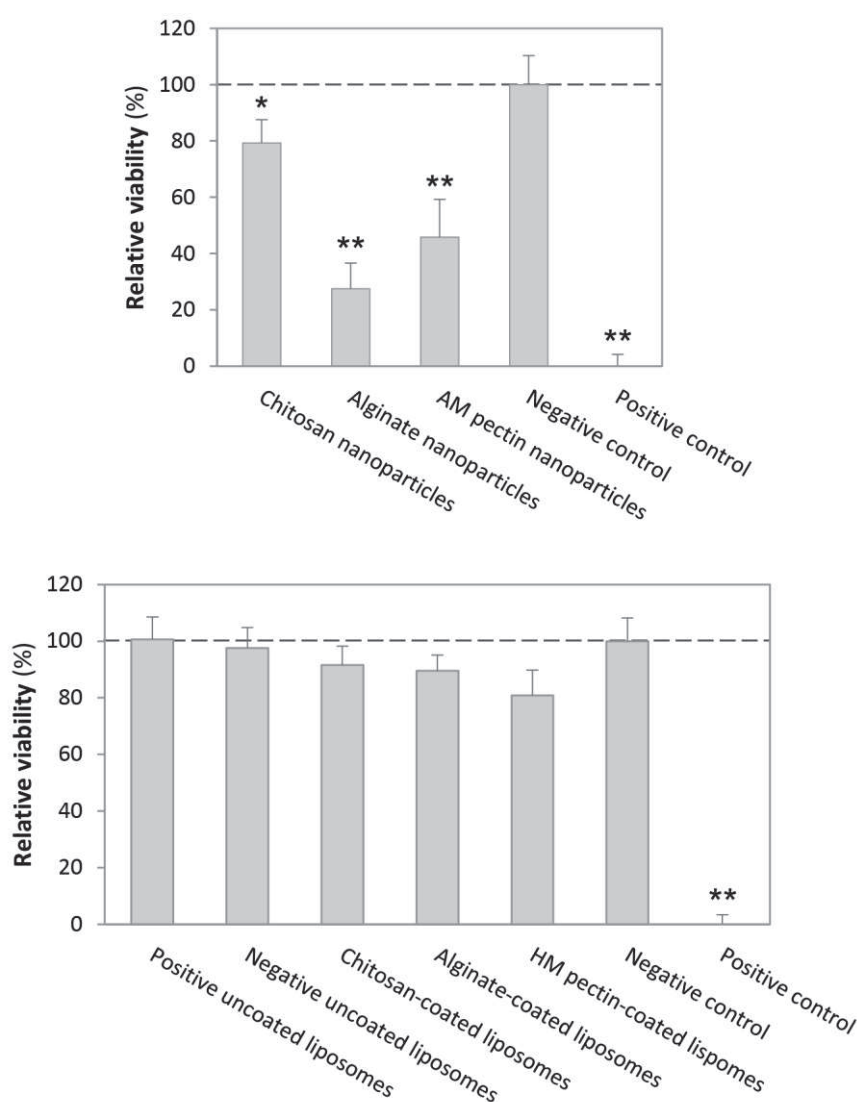 Relative viability (%)
120
100
80
60
40
20
0
*
**
**
**
Chitosan nanoparticles
Alginate nanoparticles
AM pectin nanoparticles
Negative control
Positive control
Relative viability (%)
120
100
80
60
40
20
0
**
Positive uncoated liposomes
Negative uncoated liposomes
Chitosan-coated liposomes
Alginate-coated liposomes
HM pectin-coated lispomes
Negative control
Positive control